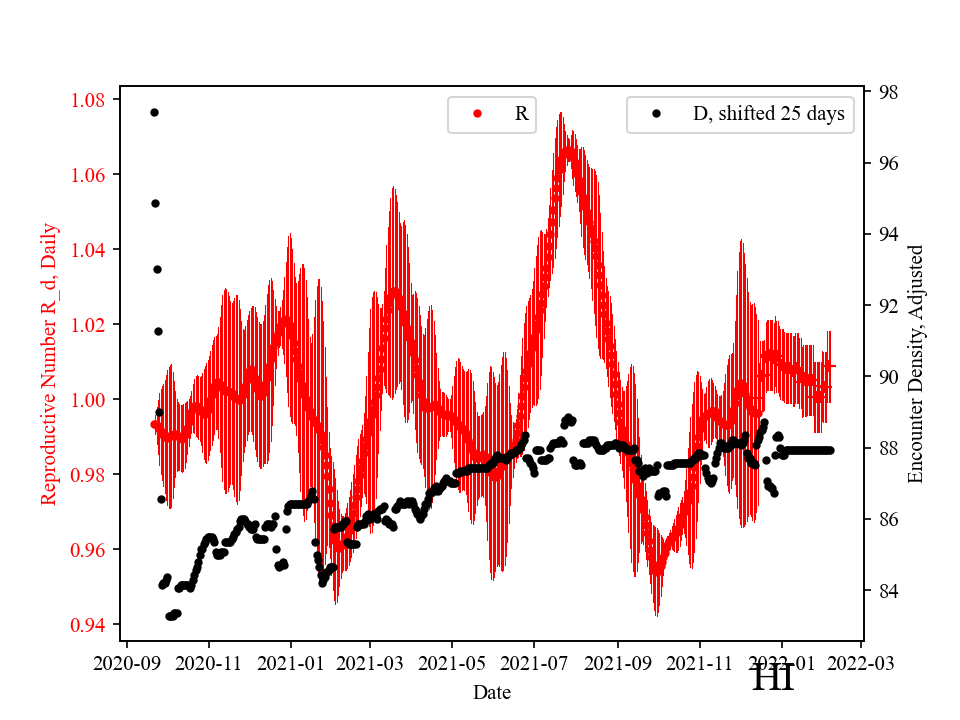 R
D, shifted 25 days
1.08
1.06
1.04
1.02
1.00
0.98
0.96
0.94
Reproductive Number R_d, Daily
98
96
94
92
90
88
86
84
Encounter Density, Adjusted
2020-09 2020-11 2021-01 2021-03 2021-05 2021-07 2021-09 2021-11 2022-01 2022-03
Date
HI